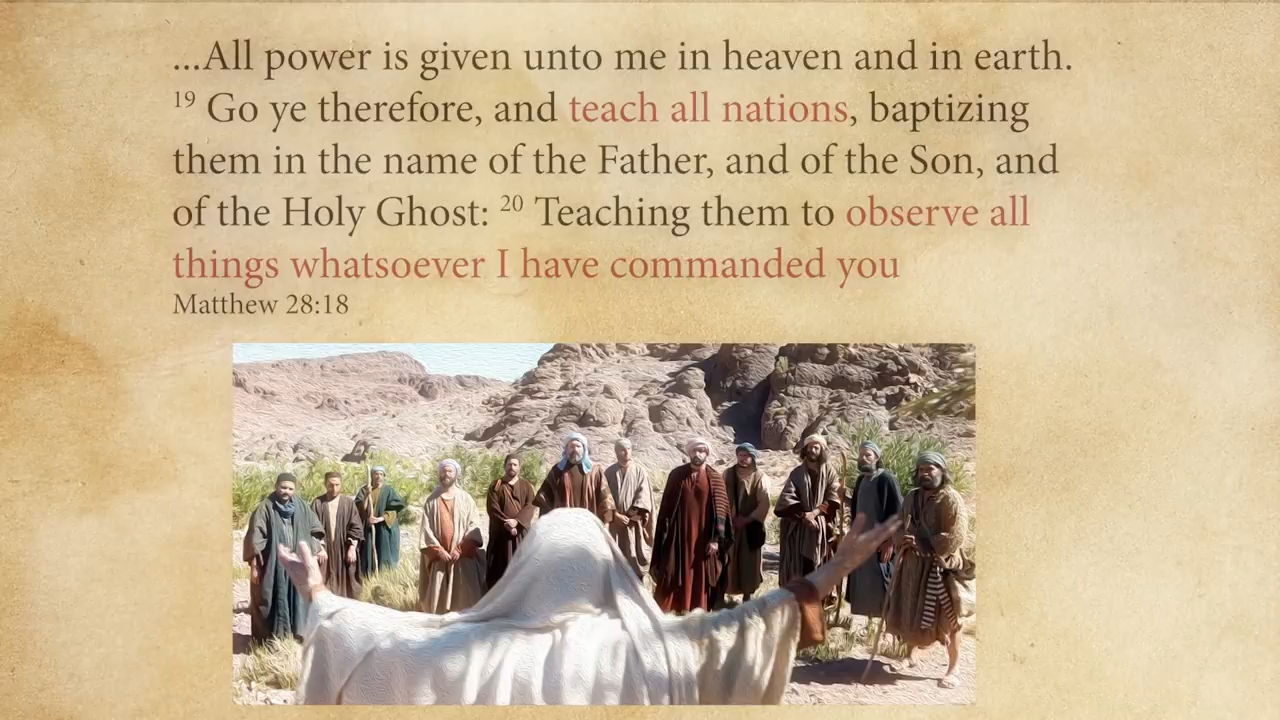 ...All power is given unto me in heaven and in earth.
19 Go ye therefore, and teach all nations, baptizing
them in the name of the Father, and of the Son, and
of the Holy Ghost: 20 Teaching them to observe all
things whatsoever I have commanded you
Matthew 28:18